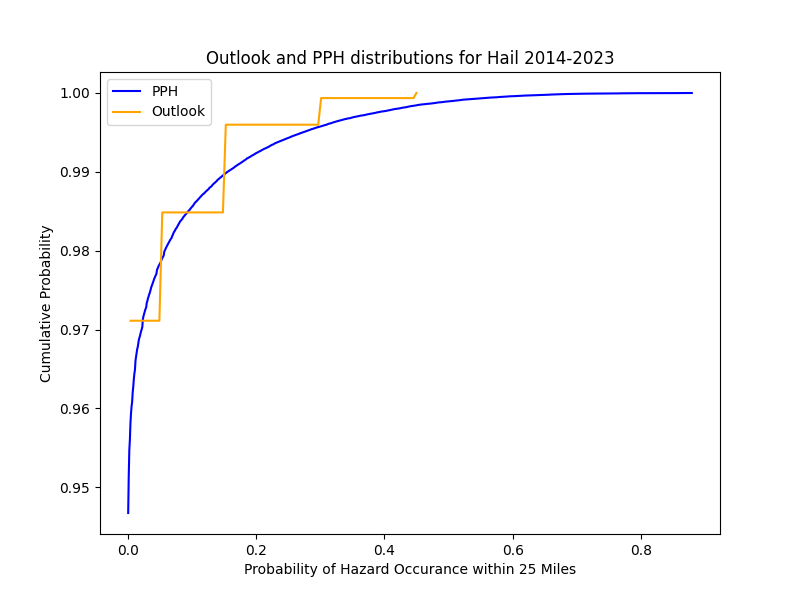 Outlook and PPH distributions for Hail 2014-2023
PPH
Outlook
1.00
0.99
0.98
0.97
0.96
0.95
Cumulative Probability
0.0 0.2 0.4 0.6 0.8
Probability of Hazard Occurance within 25 Miles